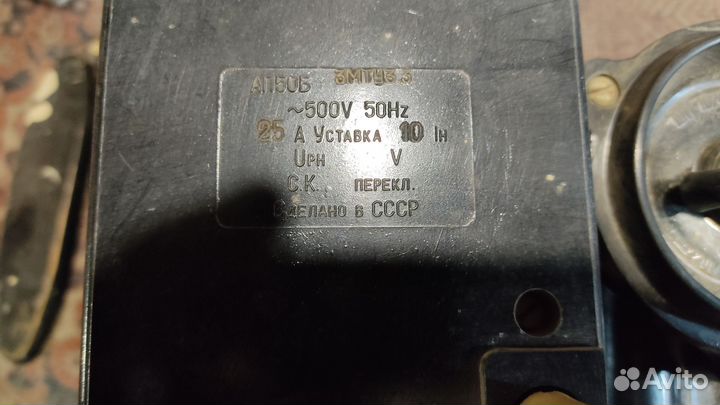 АП50Б 3МТУ3.3
~500V 50Hz
25 А Уставка 10 Iн
Uрн V
С.К. перекл.
Сделано в СССР
Avito